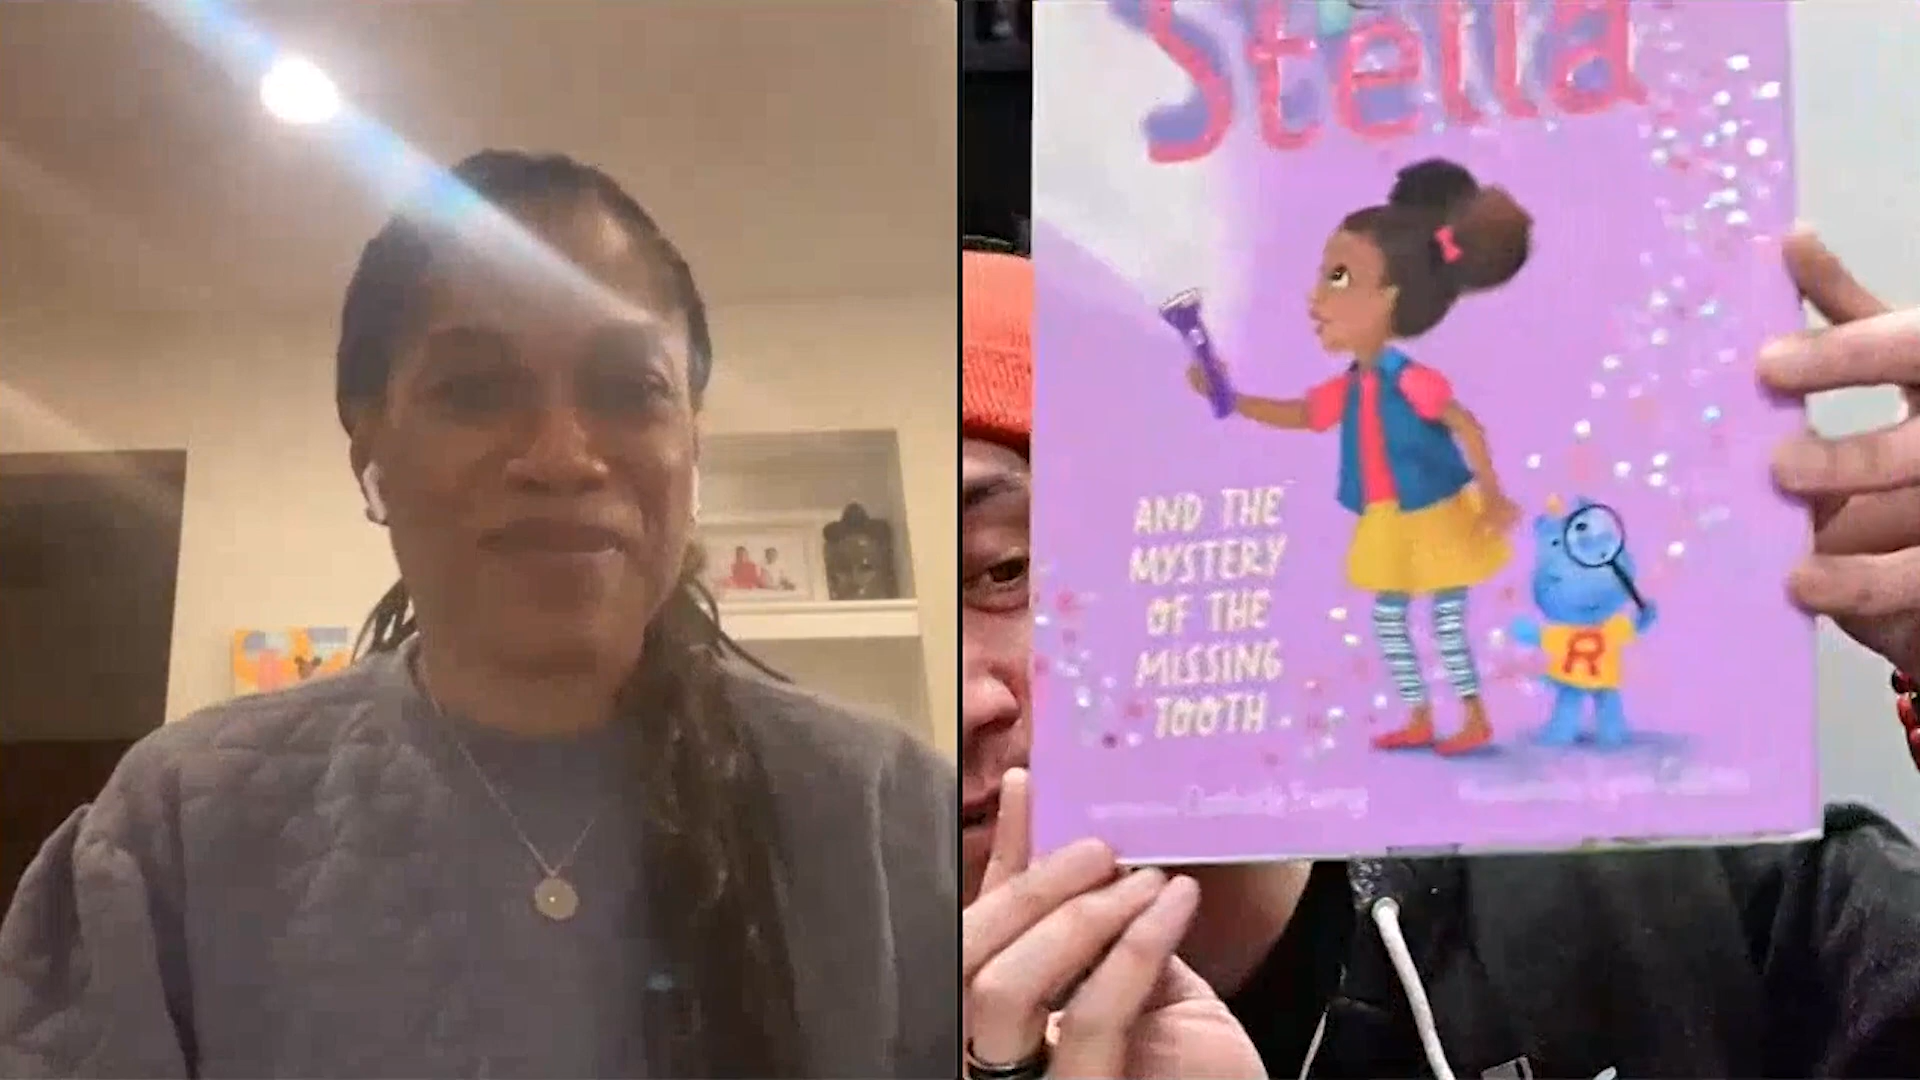 Stella
AND THE
MYSTERY
OF THE
MISSING
TOOTH
R